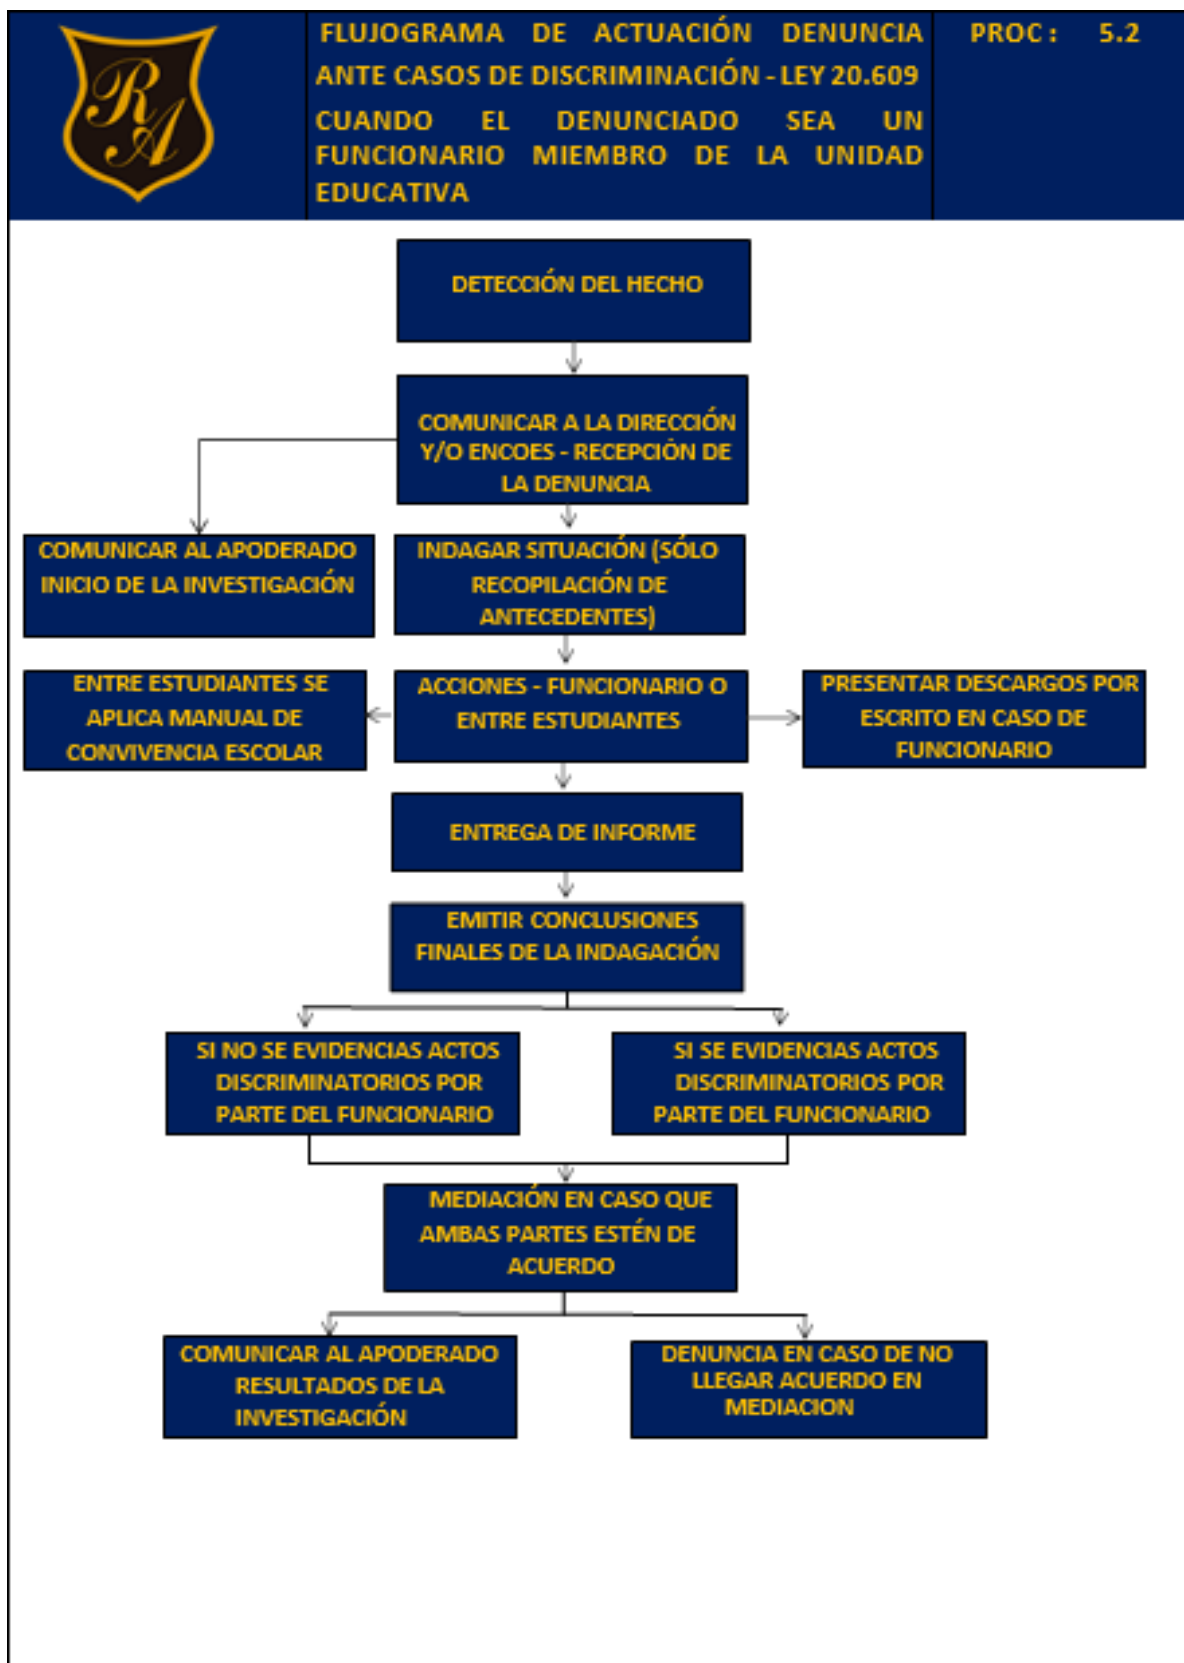 R
A
FLUJOGRAMA DE ACTUACIÓN DENUNCIA
ANTE CASOS DE DISCRIMINACIÓN - LEY 20.609
CUANDO EL DENUNCIADO SEA UN
FUNCIONARIO MIEMBRO DE LA UNIDAD
EDUCATIVA
PROC : 5.2
DETECCIÓN DEL HECHO
COMUNICAR A LA DIRECCIÓN
Y/O ENCOES - RECEPCIÓN DE
LA DENUNCIA
COMUNICAR AL APODERADO
INICIO DE LA INVESTIGACIÓN
INDAGAR SITUACIÓN (SÓLO
RECOPILACIÓN DE
ANTECEDENTES)
ENTRE ESTUDIANTES SE
APLICA MANUAL DE
CONVIVENCIA ESCOLAR
ACCIONES - FUNCIONARIO O
ENTRE ESTUDIANTES
PRESENTAR DESCARGOS POR
ESCRITO EN CASO DE
FUNCIONARIO
ENTREGA DE INFORME
EMITIR CONCLUSIONES
FINALES DE LA INDAGACIÓN
SI NO SE EVIDENCIAS ACTOS
DISCRIMINATORIOS POR
PARTE DEL FUNCIONARIO
SI SE EVIDENCIAS ACTOS
DISCRIMINATORIOS POR
PARTE DEL FUNCIONARIO
MEDIACIÓN EN CASO QUE
AMBAS PARTES ESTÉN DE
ACUERDO
COMUNICAR AL APODERADO
RESULTADOS DE LA
INVESTIGACIÓN
DENUNCIA EN CASO DE NO
LLEGAR ACUERDO EN
MEDIACION